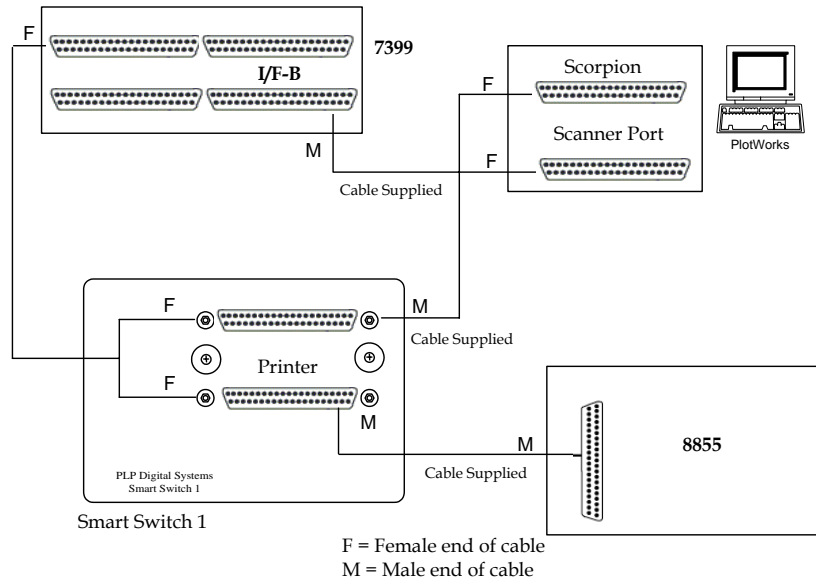 F
7399
I/F-B
M
F
Scorpion
Scanner Port
F
Cable Supplied
PlotWorks
F
M
Cable Supplied
Printer
F
M
M
Cable Supplied
8855
PLP Digital Systems
Smart Switch 1
Smart Switch 1
F = Female end of cable
M = Male end of cable